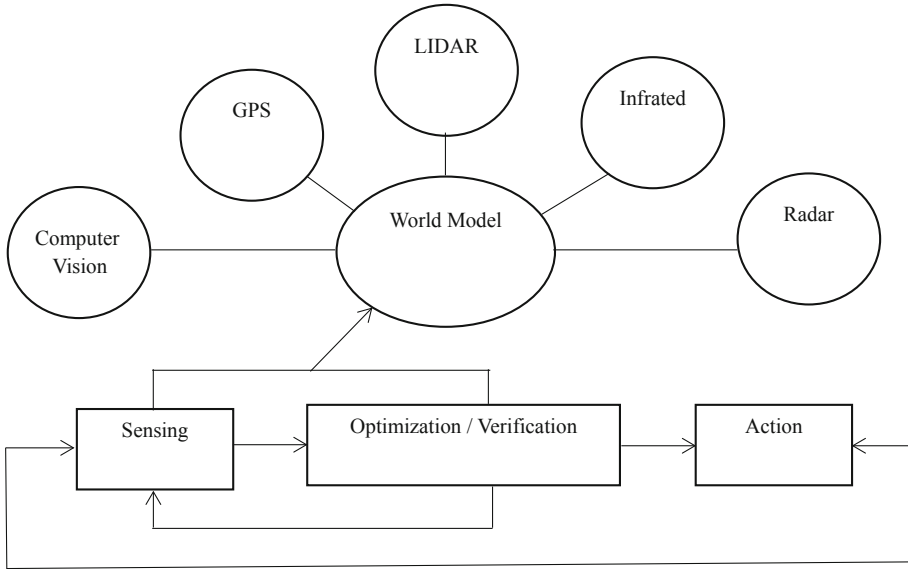 LIDAR
GPS
Infrated
World Model
Radar
Computer
Vision
Sensing
Optimization / Verification
Action